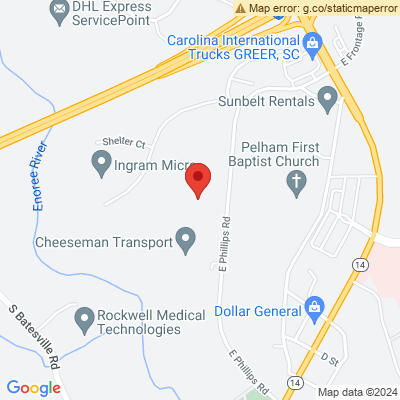 Map error: g.co/staticmaperror
DHL Express
ServicePoint
Carolina International
Trucks GREER, SC
E Frontage R
Sunbelt Rentals
Shelter Ct
Enoree River
Ingram Micro
Pelham First
Baptist Church
E Phillips Rd
Cheeseman Transport
14
S Batesville Rd
Rockwell Medical
Technologies
Dollar General
D St
E Phillips Rd
14
Google
Map data ©2024